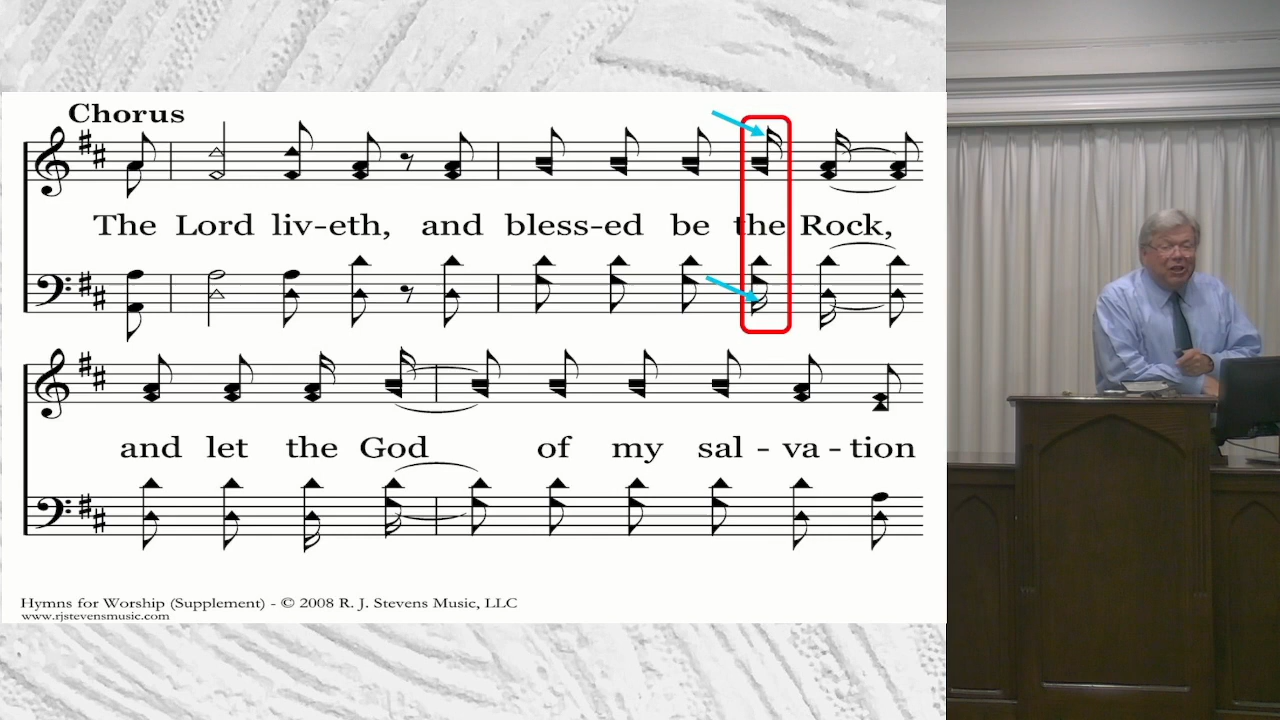 Chorus
The Lord liv-eth, and bless-ed be the Rock,
and let the God of my sal - va - tion
Hymns for Worship (Supplement) - © 2008 R. J. Stevens Music, LLC
www.rjstevensmusic.com